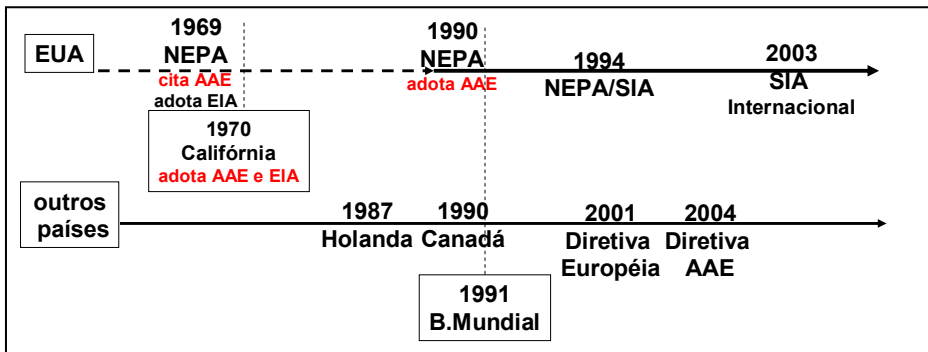 EUA
1969
NEPA
cita AAE
adota EIA
1970
Califórnia
adota AAE e EIA
1990
NEPA
adota AAE
1994
NEPA/SIA
2003
SIA
Internacional
outros
países
1987
Holanda
1990
Canadá
1991
B.Mundial
2001
Diretiva
Européia
2004
Diretiva
AAE